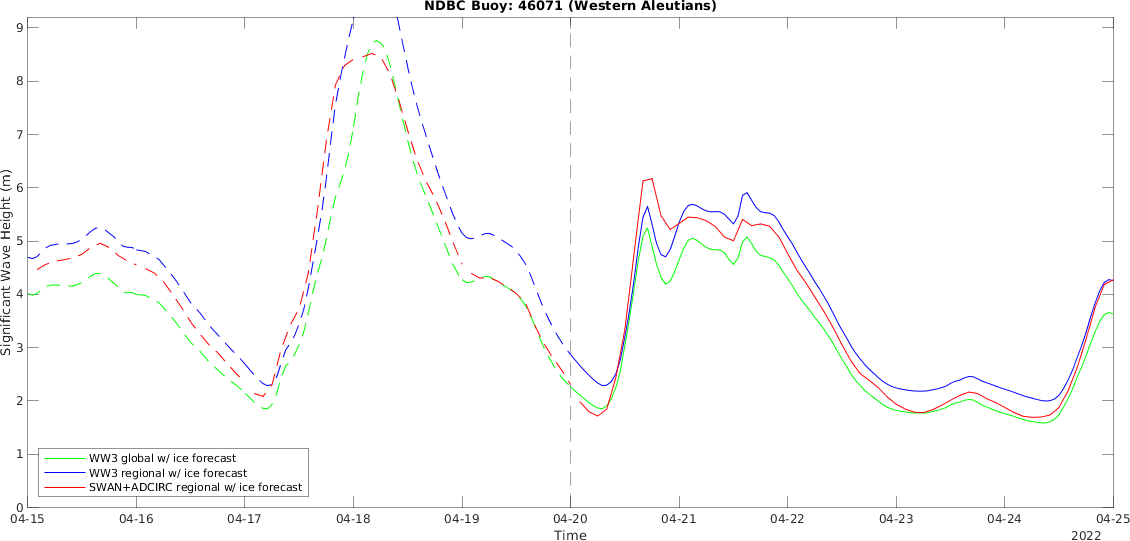 NDBC Buoy: 46071 (Western Aleutians)
Significant Wave Height (m)
9
8
7
6
5
4
3
2
1
0
WW3 global w/ ice forecast
WW3 regional w/ ice forecast
SWAN+ADCIRC regional w/ ice forecast
04-15 04-16 04-17 04-18 04-19 04-20 04-21 04-22 04-23 04-24 04-25
Time
2022